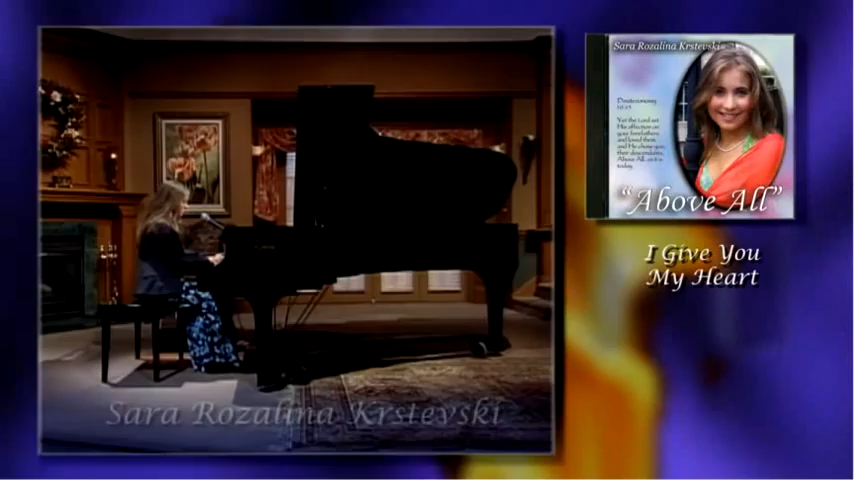 Sara Rozalina Krstevski
Deuteronomy
Yet the Lord set
His affection on
your forefathers,
and loved them
and He chose you,
their descendants,
Above All, as it is
today.
"Above All"
I Give You
My Heart
Sara Rozalina Krstevski